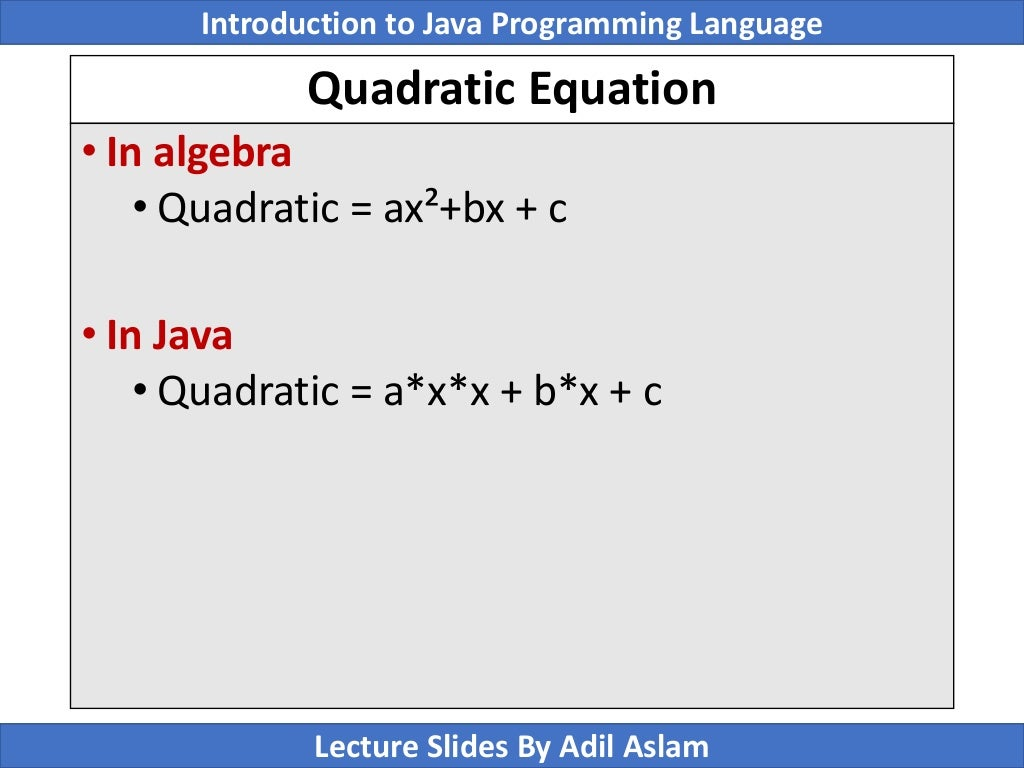 Introduction to Java Programming Language
Quadratic Equation
• In algebra
• Quadratic = ax²+bx + c
• In Java
• Quadratic = a*x*x + b*x + c
Lecture Slides By Adil Aslam